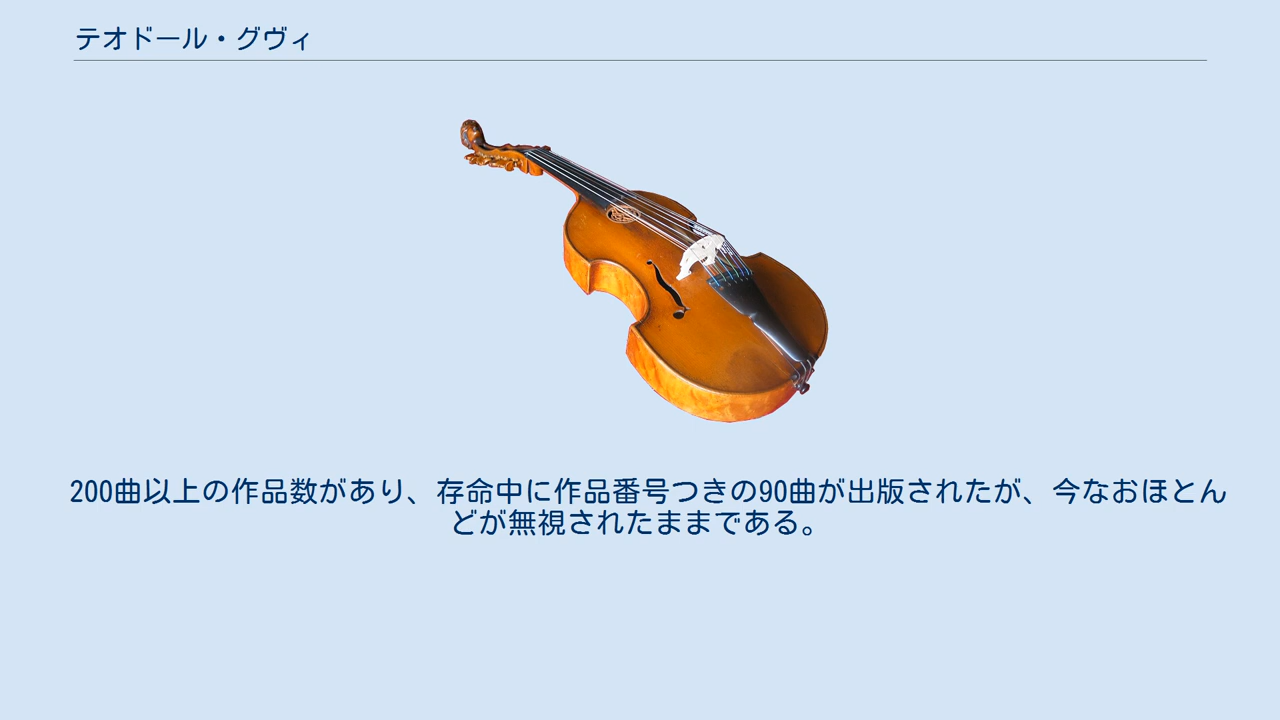 テオドール・グヴィ
200曲以上の作品数があり、存命中に作品番号つきの90曲が出版されたが、今なおほとん
どが無視されたままである。